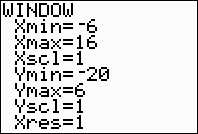 WINDOW
Xmin=-6
Xmax=16
Xscl=1
Ymin=-20
Ymax=6
Yscl=1
Xres=1